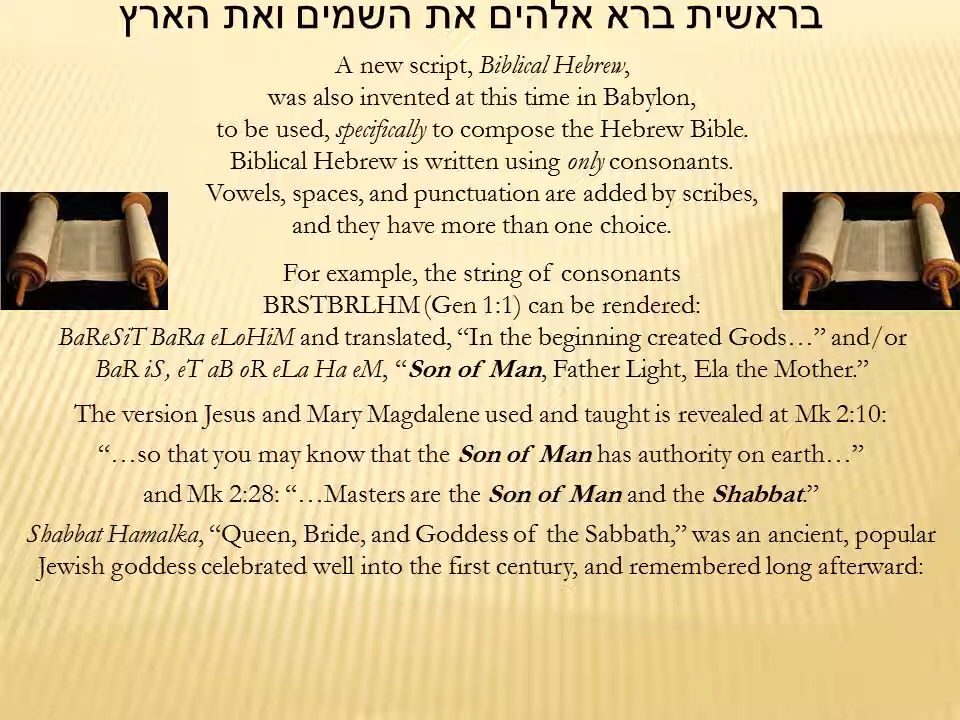 בראשית ברא אלהים את השמים ואת הארץ
A new script, Biblical Hebrew,
was also invented at this time in Babylon,
to be used, specifically to compose the Hebrew Bible.
Biblical Hebrew is written using only consonants.
Vowels, spaces, and punctuation are added by scribes,
and they have more than one choice.
For example, the string of consonants
BRSTBRLHM (Gen 1:1) can be rendered:
BaReSiT BaRa eLoHiM and translated, “In the beginning created Gods…” and/or
BaR iS, eT aB oR eLa Ha eM, “Son of Man, Father Light, Ela the Mother.”
The version Jesus and Mary Magdalene used and taught is revealed at Mk 2:10:
“…so that you may know that the Son of Man has authority on earth…”
and Mk 2:28: “…Masters are the Son of Man and the Shabbat.”
Shabbat Hamalka, “Queen, Bride, and Goddess of the Sabbath,” was an ancient, popular
Jewish goddess celebrated well into the first century, and remembered long afterward: